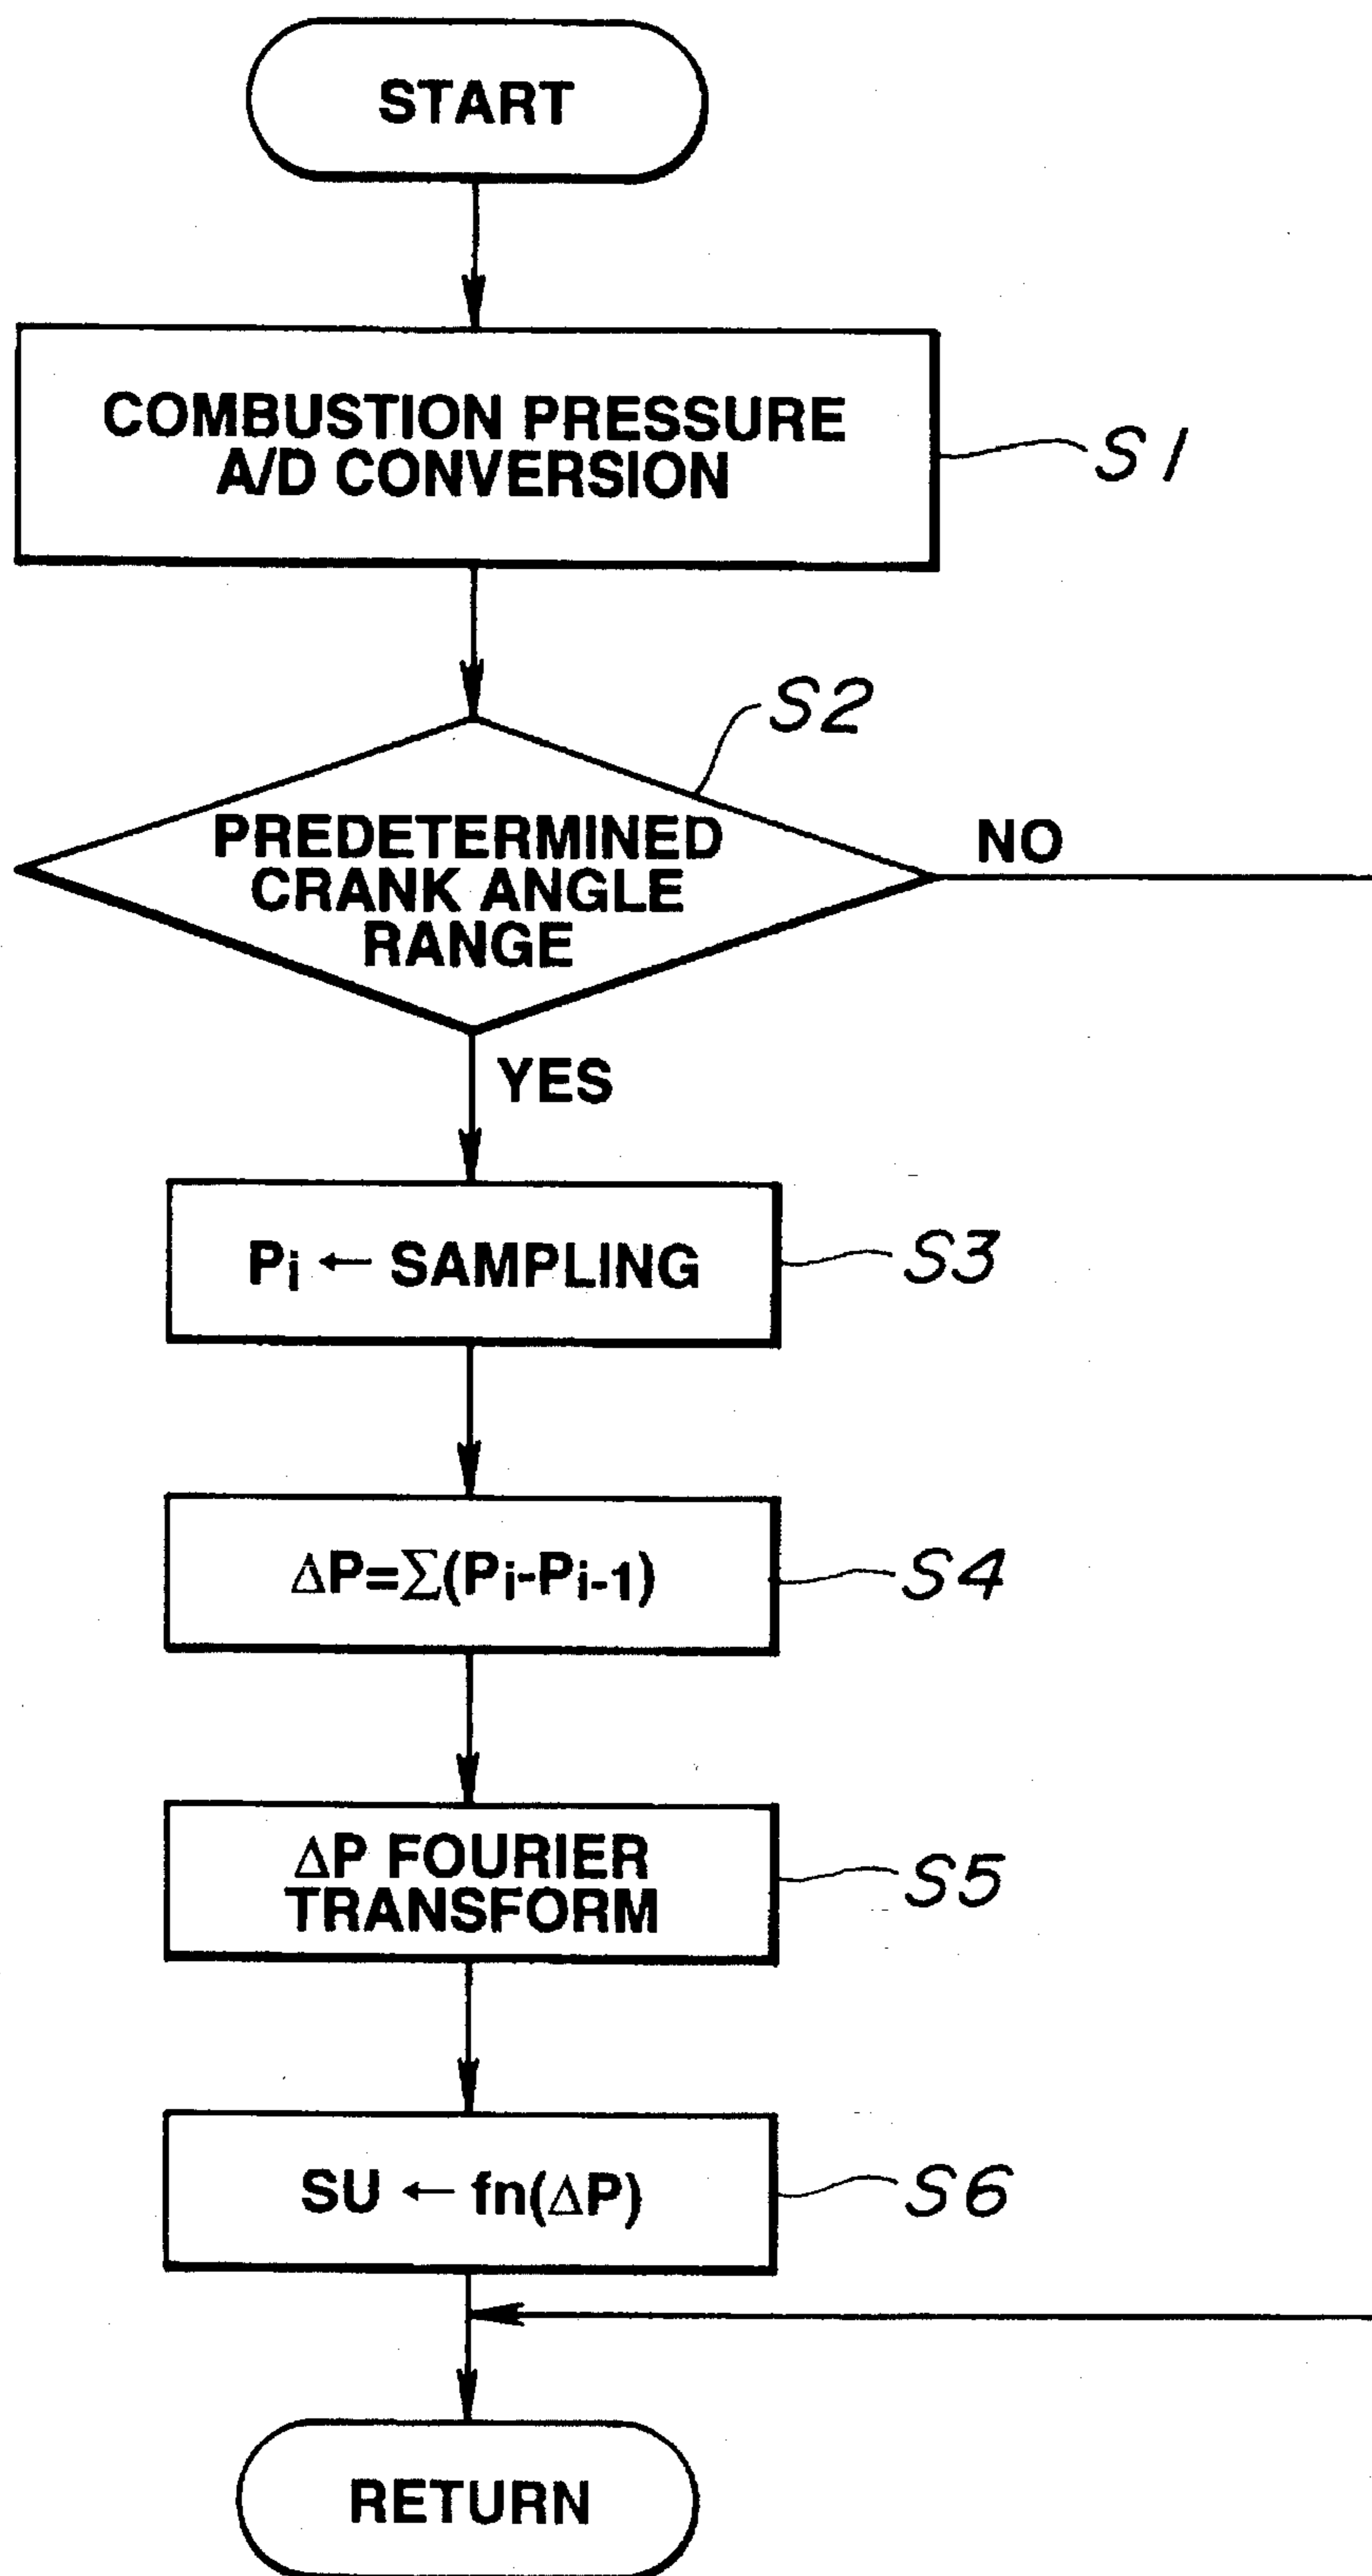 START
COMBUSTION PRESSURE
A/D CONVERSION
S1
S2
PREDETERMINED
CRANK ANGLE
RANGE
NO
YES
Pi ← SAMPLING
S3
ΔP=Σ(Pi-Pi-1)
S4
ΔP FOURIER
TRANSFORM
S5
SU ← fn(ΔP)
S6
RETURN